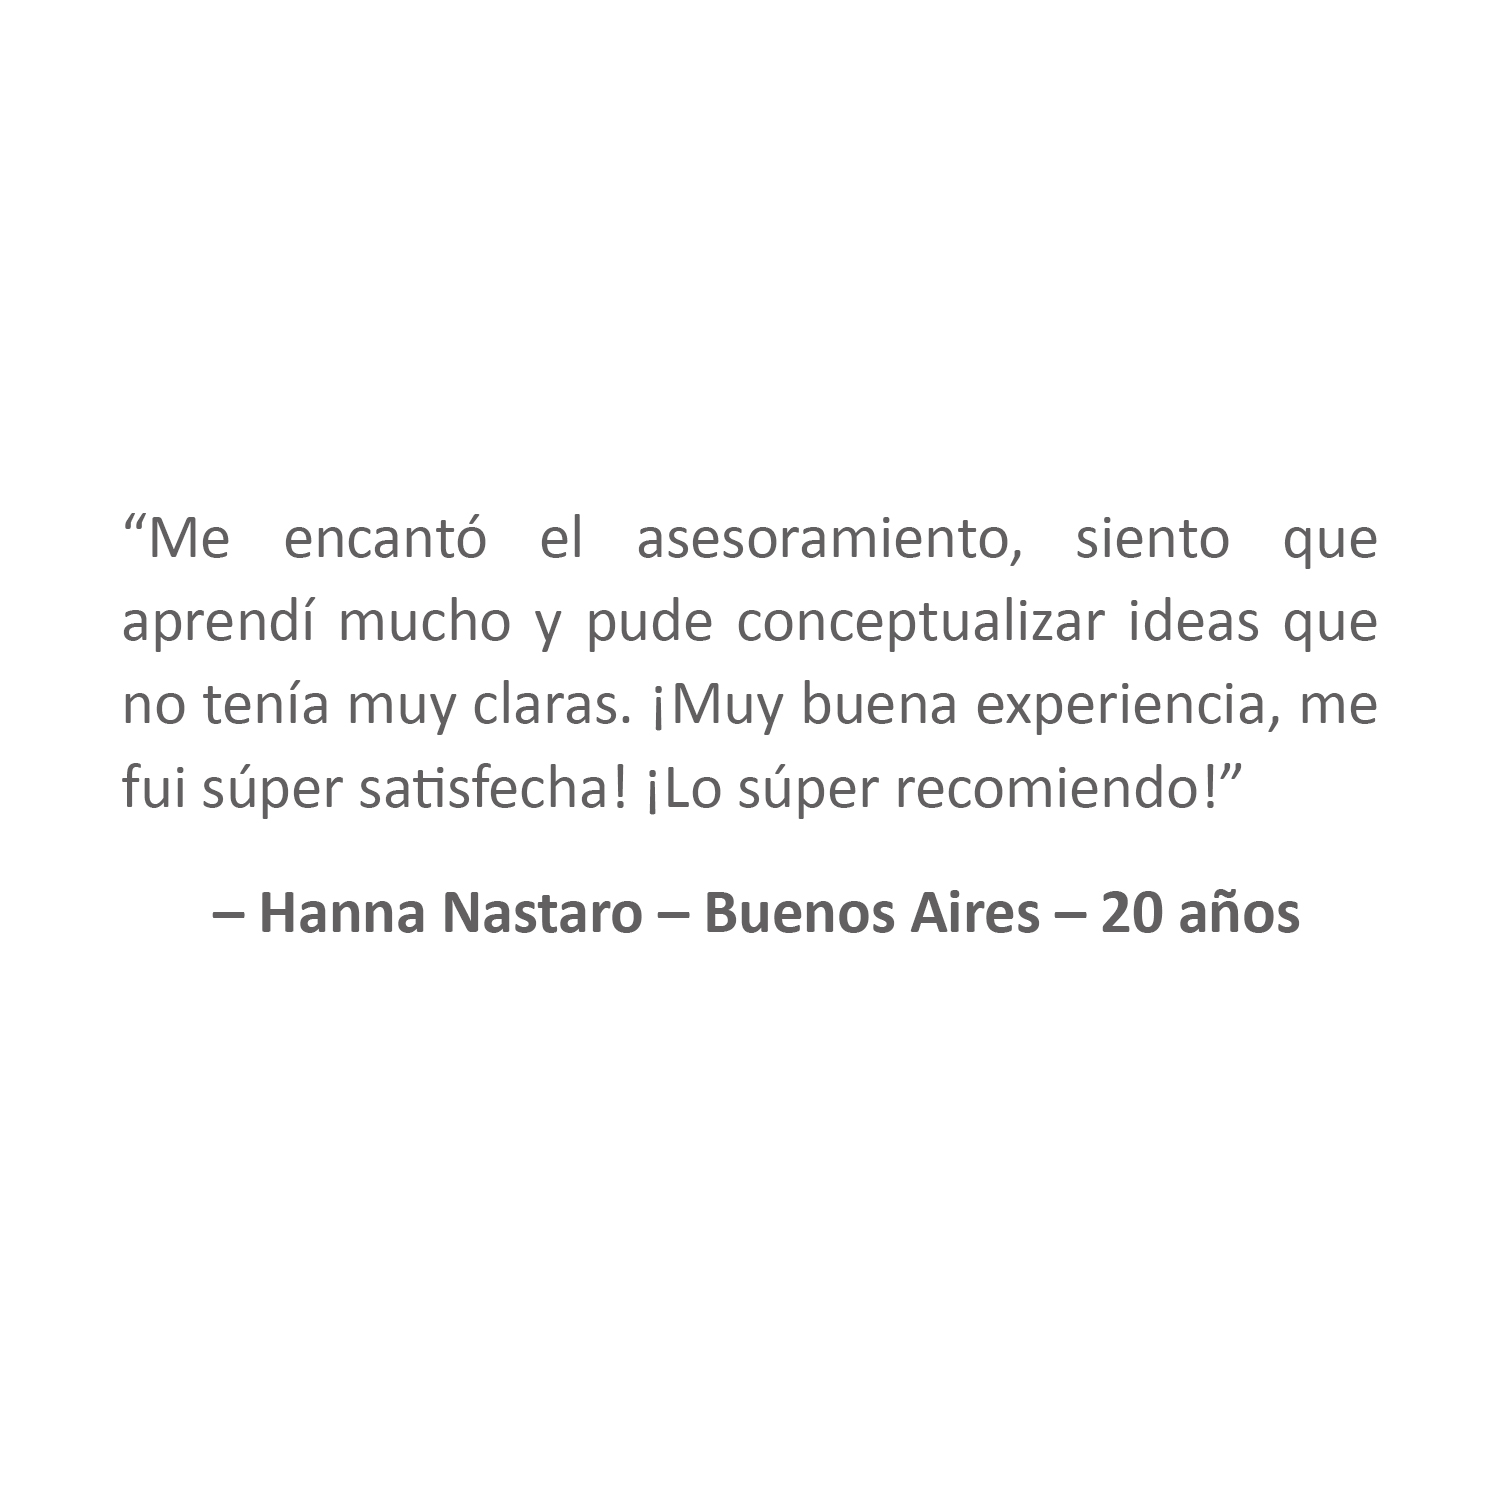 “Me encantó el asesoramiento, siento que
aprendí mucho y pude conceptualizar ideas que
no tenía muy claras. ¡Muy buena experiencia, me
fui súper satisfecha! ¡Lo súper recomiendo!”
– Hanna Nastaro – Buenos Aires – 20 años